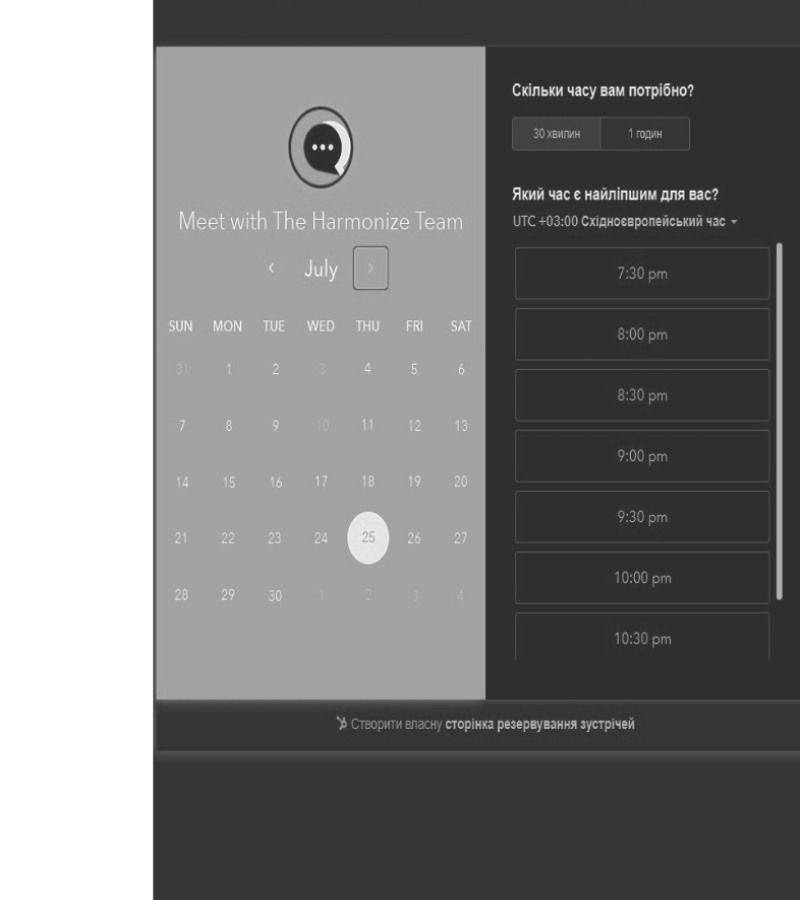 Meet with The Harmonize Team
‹ July ›
SUN MON TUE WED THU FRI SAT
31 1 2 3 4 5 6
7 8 9 10 11 12 13
14 15 16 17 18 19 20
21 22 23 24 25 26 27
28 29 30 1 2 3 4
Скільки часу вам потрібно?
30 хвилин 1 годин
Який час є найліпшим для вас?
UTC +03:00 Східноєвропейський час
7:30 pm
8:00 pm
8:30 pm
9:00 pm
9:30 pm
10:00 pm
10:30 pm
Створити власну сторінка резервування зустрічей